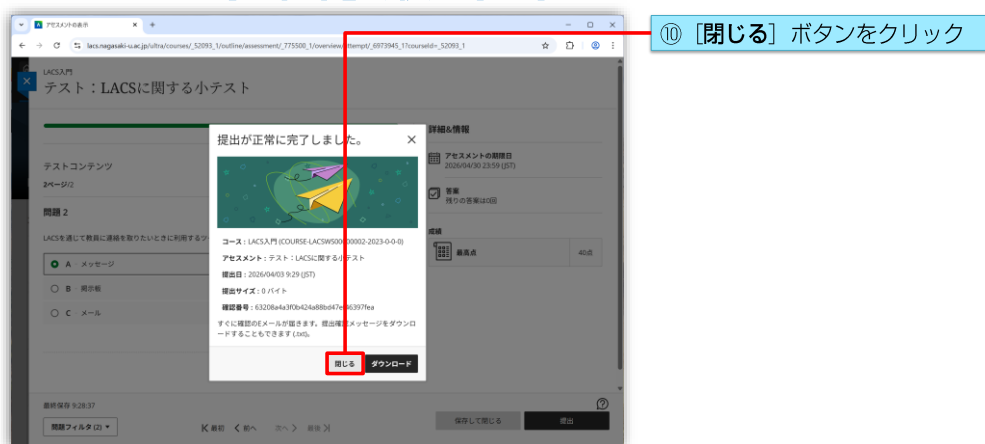 アセスメントの表示
lacs.nagasaki-u.ac.jp/ultra/courses/_52093_1/outline/assessment/_775500_1/overview/attempt/_6973945_1?courseId=_52093_1
⑩［閉じる］ボタンをクリック
LACS入門
テスト：LACSに関する小テスト
詳細&情報
アセスメントの期限日
2026/04/30 23:59 (JST)
答案
残りの答案は0回
成績
最高点
40点
テストコンテンツ
2ページ/2
問題 2
LACSを通じて教員に連絡を取りたいときに利用するツ
A メッセージ
B 掲示板
C メール
提出が正常に完了しました。
コース：LACS入門
アセスメント：テスト：LACSに関する小テスト
提出日：2026/04/03 9:29 (JST)
提出サイズ：0 バイト
確認番号：
すぐに確認のEメールが届きます。提出確認メッセージをダウンロ
ードすることもできます (.txt)。
閉じる
ダウンロード
最終保存 9:28:37
問題フィルタ (2)
最初
前へ
次へ
最後
保存して閉じる
提出